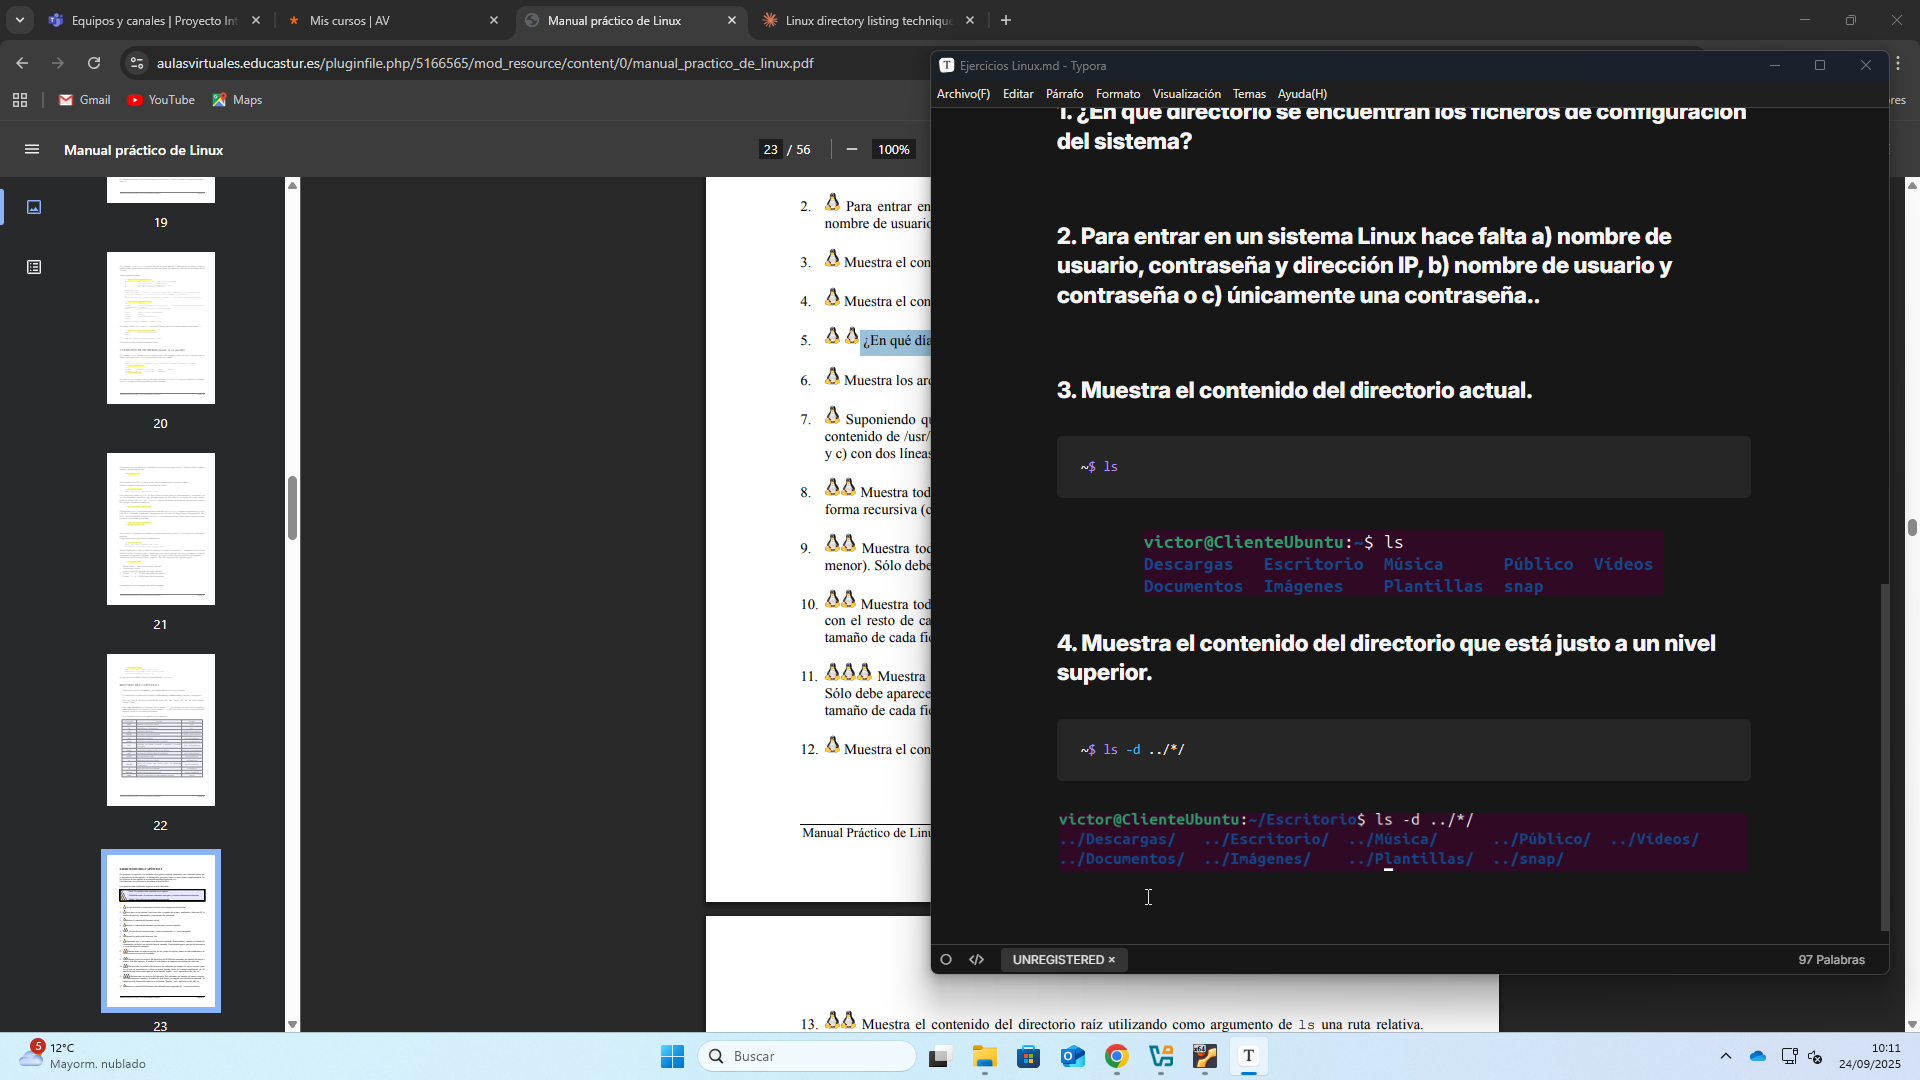 Equipos y canales | Proyecto Int
Mis cursos | AV
Manual práctico de Linux
Linux directory listing technique
aulasvirtuales.educastur.es/pluginfile.php/5166565/mod_resource/content/0/manual_practico_de_linux.pdf
Gmail
YouTube
Maps
Manual práctico de Linux
23 / 56
100%
19
20
21
22
23
2. Para entrar en
nombre de usuario
3. Muestra el con
4. Muestra el con
5. ¿En qué día
6. Muestra los arc
7. Suponiendo qu
contenido de /usr/
y c) con dos líneas
8. Muestra tod
forma recursiva (c
9. Muestra tod
menor). Sólo debe
10. Muestra tod
con el resto de ca
tamaño de cada fic
11. Muestra
Sólo debe aparece
tamaño de cada fic
12. Muestra el con
Manual Práctico de Linu
13. Muestra el contenido del directorio raíz utilizando como argumento de ls una ruta relativa.
Ejercicios Linux.md - Typora
Archivo(F) Editar Párrafo Formato Visualización Temas Ayuda(H)
res
1. ¿En qué directorio se encuentran los ficheros de configuración
del sistema?
2. Para entrar en un sistema Linux hace falta a) nombre de
usuario, contraseña y dirección IP, b) nombre de usuario y
contraseña o c) únicamente una contraseña..
3. Muestra el contenido del directorio actual.
~$ ls
victor@ClienteUbuntu:~$ ls
Descargas Escritorio Música Público Vídeos
Documentos Imágenes Plantillas snap
4. Muestra el contenido del directorio que está justo a un nivel
superior.
~$ ls -d ../*/
victor@ClienteUbuntu:~/Escritorio$ ls -d ../*/
../Descargas/ ../Escritorio/ ../Música/ ../Público/ ../Vídeos/
../Documentos/ ../Imágenes/ ../Plantillas/ ../snap/
UNREGISTERED ×
97 Palabras
5
12°C
Mayorm. nublado
Buscar
10:11
24/09/2025